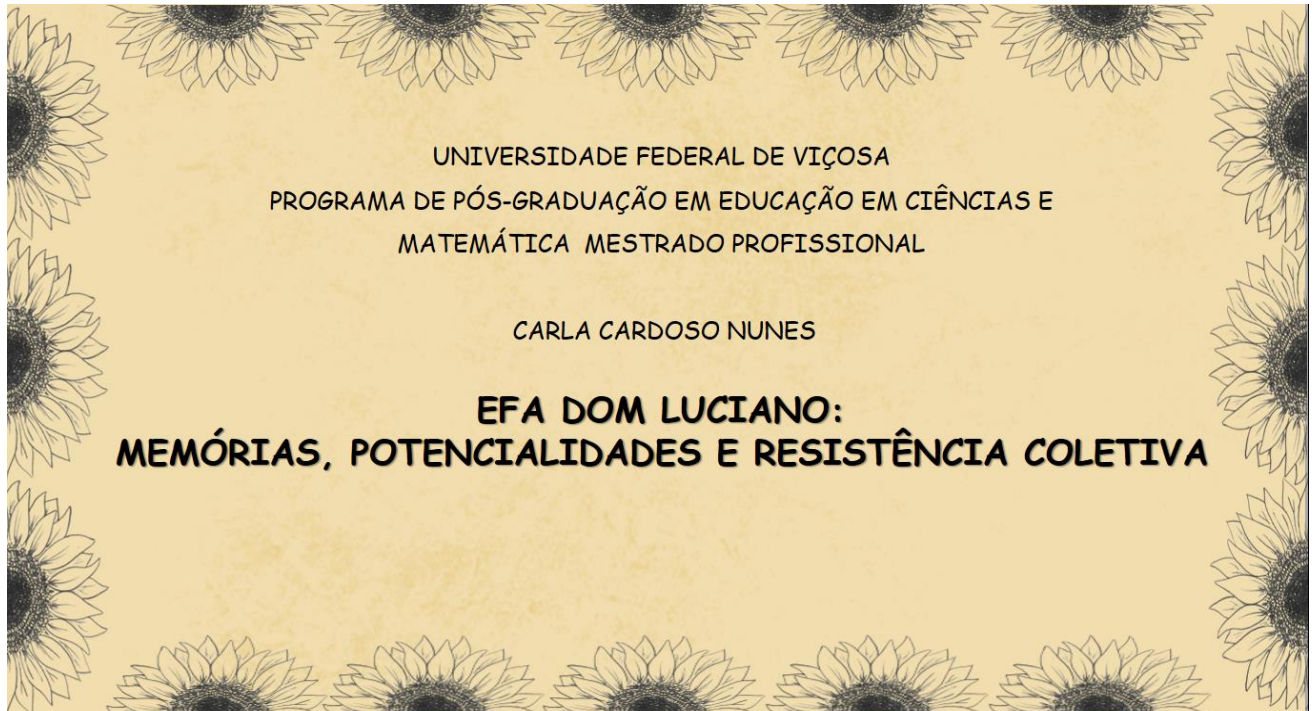 UNIVERSIDADE FEDERAL DE VIÇOSA
PROGRAMA DE PÓS-GRADUAÇÃO EM EDUCAÇÃO EM CIÊNCIAS E
MATEMÁTICA MESTRADO PROFISSIONAL
CARLA CARDOSO NUNES
EFA DOM LUCIANO:
MEMÓRIAS, POTENCIALIDADES E RESISTÊNCIA COLETIVA